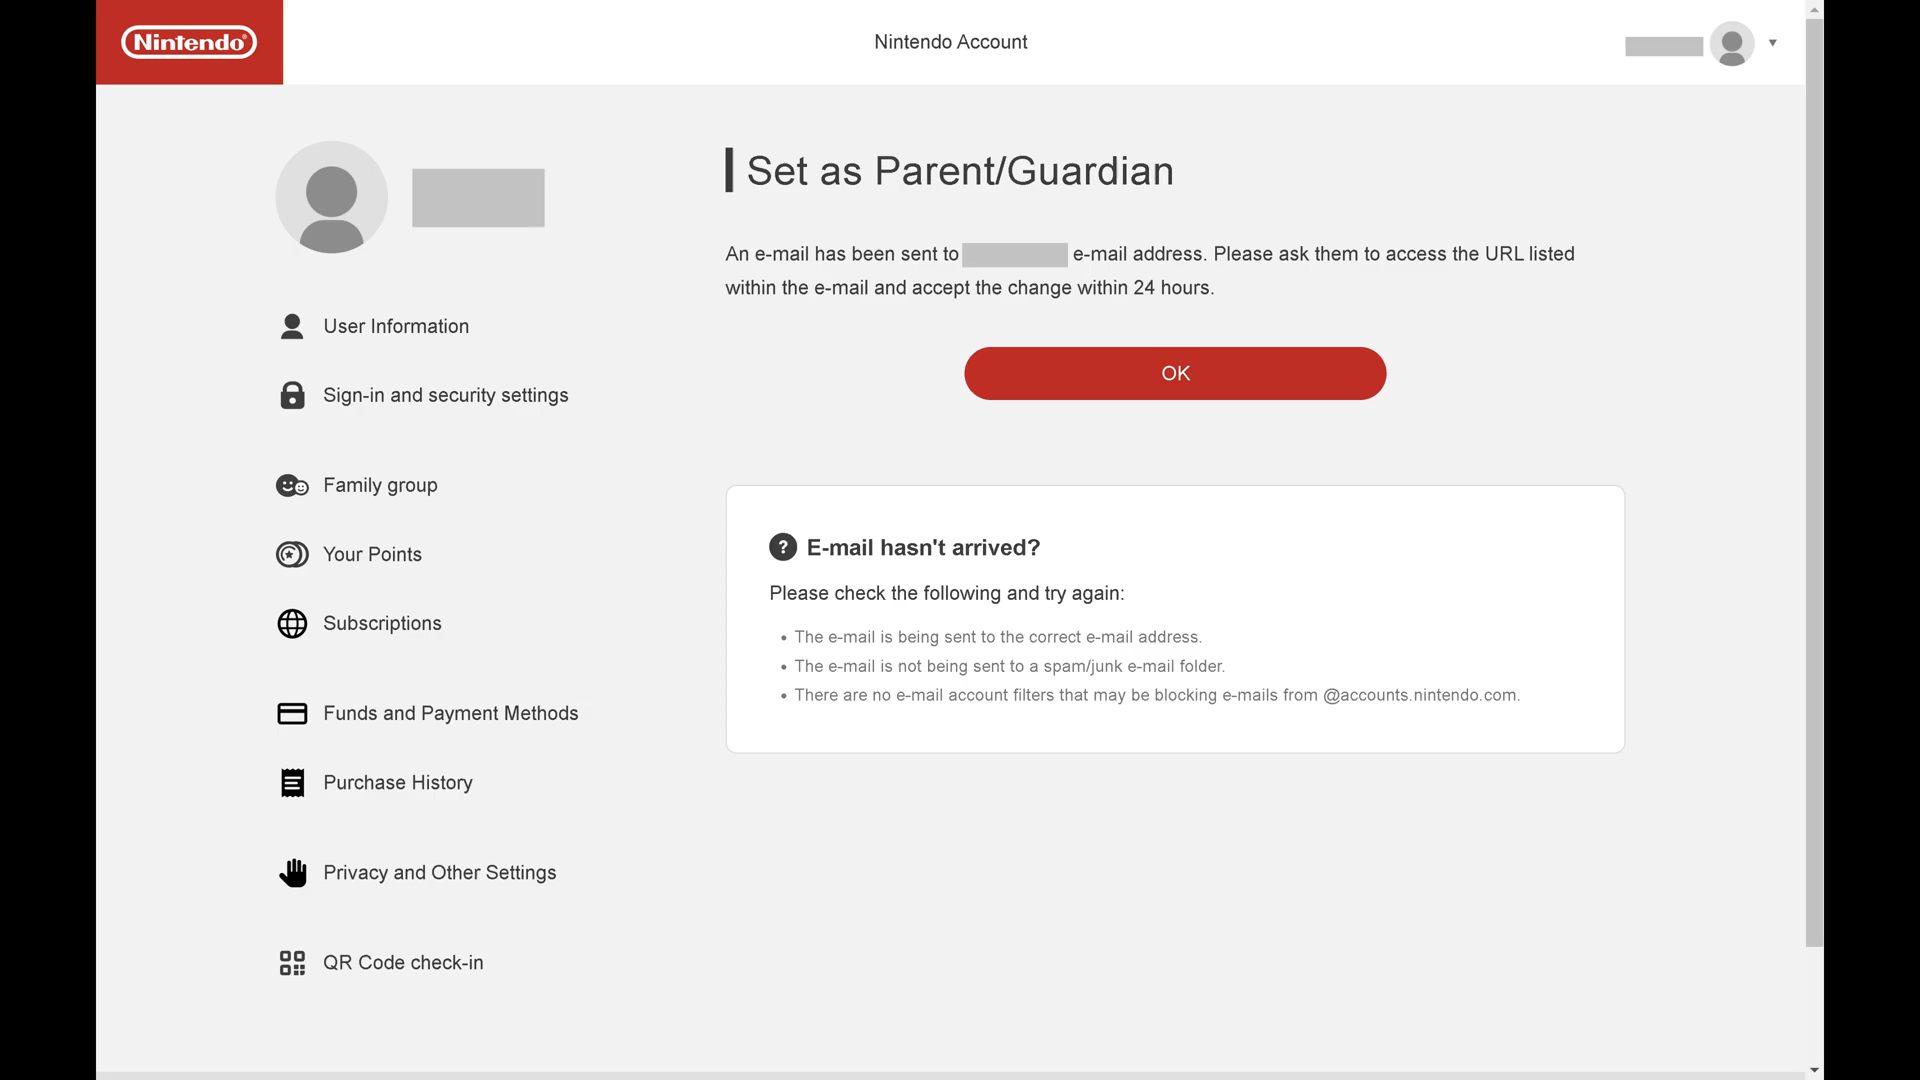 Nintendo®
Nintendo Account
Set as Parent/Guardian
An e-mail has been sent to e-mail address. Please ask them to access the URL listed
within the e-mail and accept the change within 24 hours.
OK
User Information
Sign-in and security settings
Family group
Your Points
Subscriptions
Funds and Payment Methods
Purchase History
Privacy and Other Settings
QR Code check-in
? E-mail hasn't arrived?
Please check the following and try again:
• The e-mail is being sent to the correct e-mail address.
• The e-mail is not being sent to a spam/junk e-mail folder.
• There are no e-mail account filters that may be blocking e-mails from @accounts.nintendo.com.